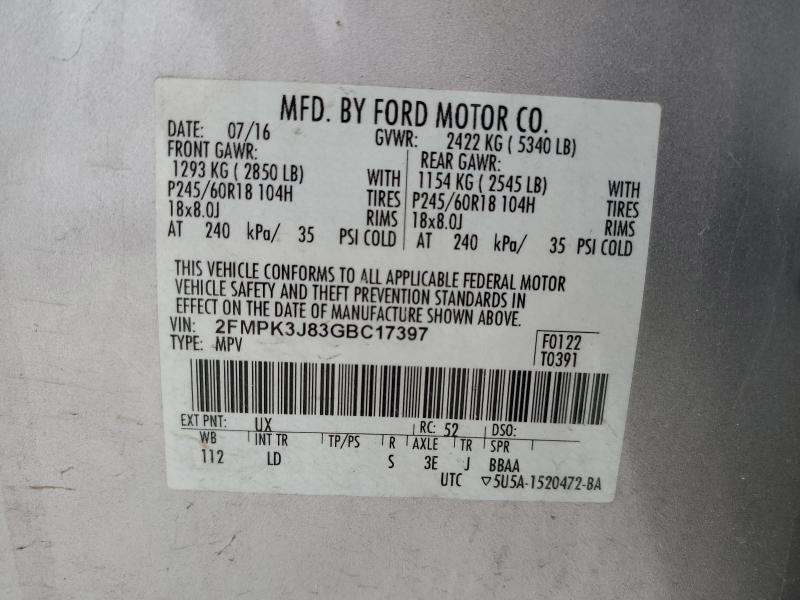 MFD. BY FORD MOTOR CO.
DATE: 07/16 GVWR: 2422 KG ( 5340 LB)
FRONT GAWR: REAR GAWR:
1293 KG ( 2850 LB) WITH 1154 KG ( 2545 LB) WITH
P245/60R18 104H TIRES P245/60R18 104H TIRES
18x8.0J RIMS 18x8.0J RIMS
AT 240 kPa/ 35 PSI COLD AT 240 kPa/ 35 PSI COLD
THIS VEHICLE CONFORMS TO ALL APPLICABLE FEDERAL MOTOR
VEHICLE SAFETY AND THEFT PREVENTION STANDARDS IN
EFFECT ON THE DATE OF MANUFACTURE SHOWN ABOVE.
VIN: 2FMPK3J83GBC17397 F0122
TYPE: MPV T0391
EXT PNT: UX RC: 52 DSO:
WB INT TR TP/PS R AXLE TR SPR
112 LD S 3E J BBAA
UTC ▽5U5A-1520472-BA